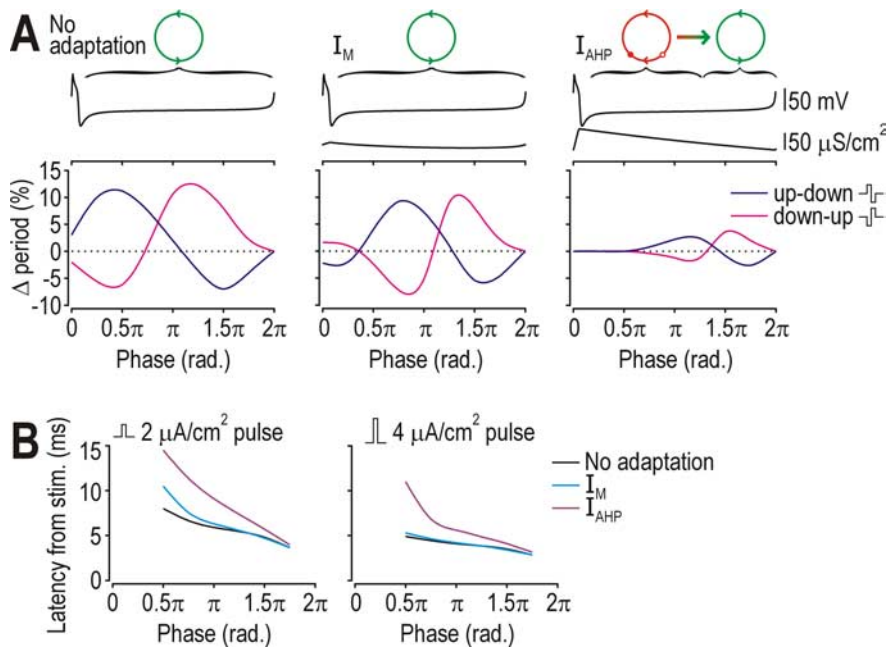 A
No adaptation
I_M
I_AHP
50 mV
50 μS/cm²
Δ period (%)
15
10
5
0
-5
-10
0 0.5π π 1.5π 2π
Phase (rad.)
0 0.5π π 1.5π 2π
Phase (rad.)
0 0.5π π 1.5π 2π
Phase (rad.)
up-down
down-up
B
Latency from stim. (ms)
2 μA/cm² pulse
15
10
5
0
0 0.5π π 1.5π 2π
Phase (rad.)
4 μA/cm² pulse
0 0.5π π 1.5π 2π
Phase (rad.)
No adaptation
I_M
I_AHP